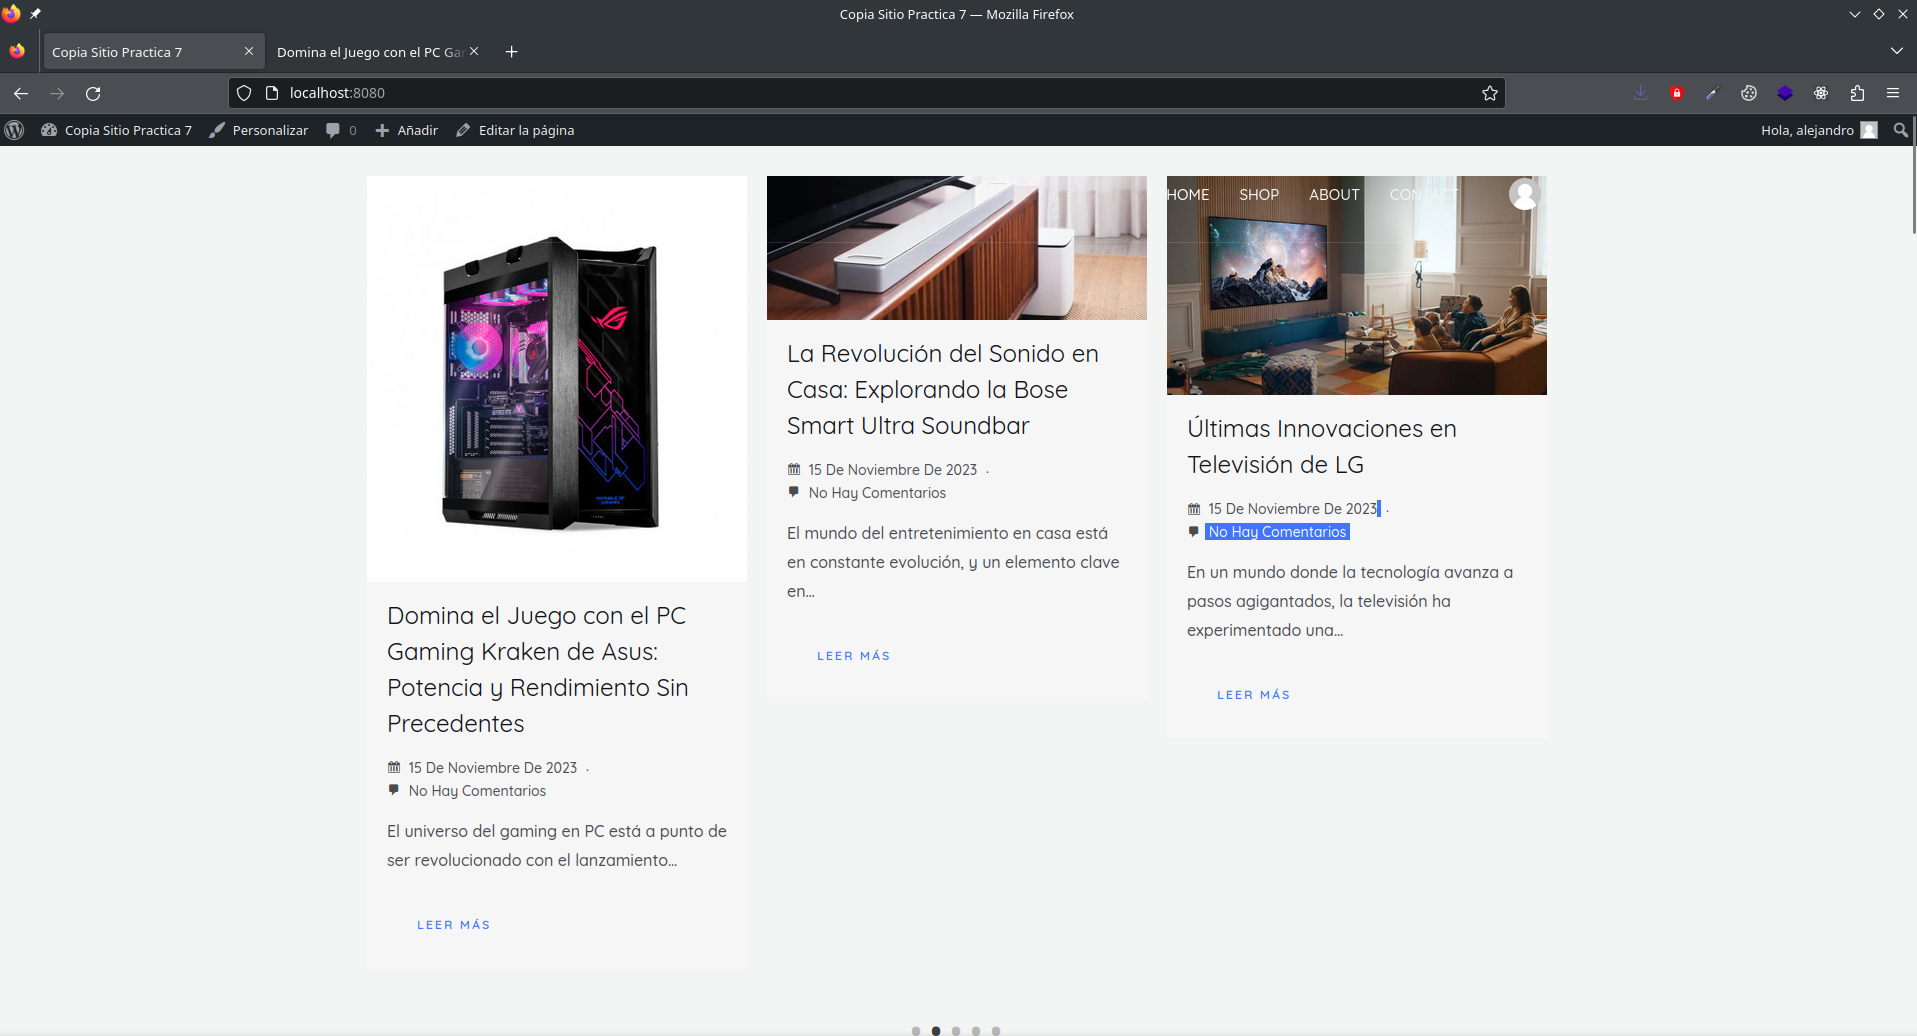 Copia Sitio Practica 7 — Mozilla Firefox
Copia Sitio Practica 7
Domina el Juego con el PC Gar
localhost:8080
Copia Sitio Practica 7
Personalizar
0
Añadir
Editar la página
Hola, alejandro
HOME
SHOP
ABOUT
CONTACT
Domina el Juego con el PC
Gaming Kraken de Asus:
Potencia y Rendimiento Sin
Precedentes
15 De Noviembre De 2023 .
No Hay Comentarios
El universo del gaming en PC está a punto de
ser revolucionado con el lanzamiento...
LEER MÁS
La Revolución del Sonido en
Casa: Explorando la Bose
Smart Ultra Soundbar
15 De Noviembre De 2023 .
No Hay Comentarios
El mundo del entretenimiento en casa está
en constante evolución, y un elemento clave
en...
LEER MÁS
Últimas Innovaciones en
Televisión de LG
15 De Noviembre De 2023 .
No Hay Comentarios
En un mundo donde la tecnología avanza a
pasos agigantados, la televisión ha
experimentado una...
LEER MÁS